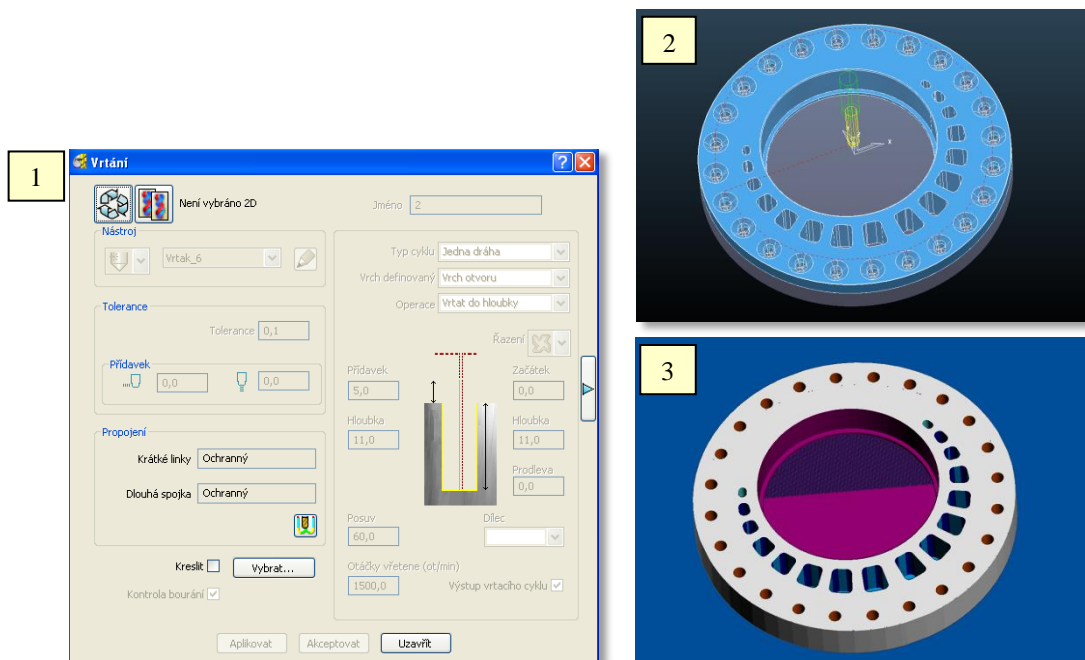 1
Vrtání
Není vybráno 2D
Jméno 2
Nástroj
Vrtak_6
Typ cyklu Jedna dráha
Vrch definovaný Vrch otvoru
Operace Vrtat do hloubky
Tolerance
Tolerance 0,1
Řazení
Přídavek
0,0 0,0
Přídavek Začátek
5,0 0,0
Hloubka Hloubka
11,0 11,0
Prodleva
0,0
Propojení
Krátké linky Ochranný
Dlouhá spojka Ochranný
Posuv Dílec
60,0
Kreslit Vybrat...
Otáčky vřetene (ot/min)
1500,0 Výstup vrtacího cyklu
Kontrola bourání
Aplikovat Akceptovat Uzavřít
2
x
3